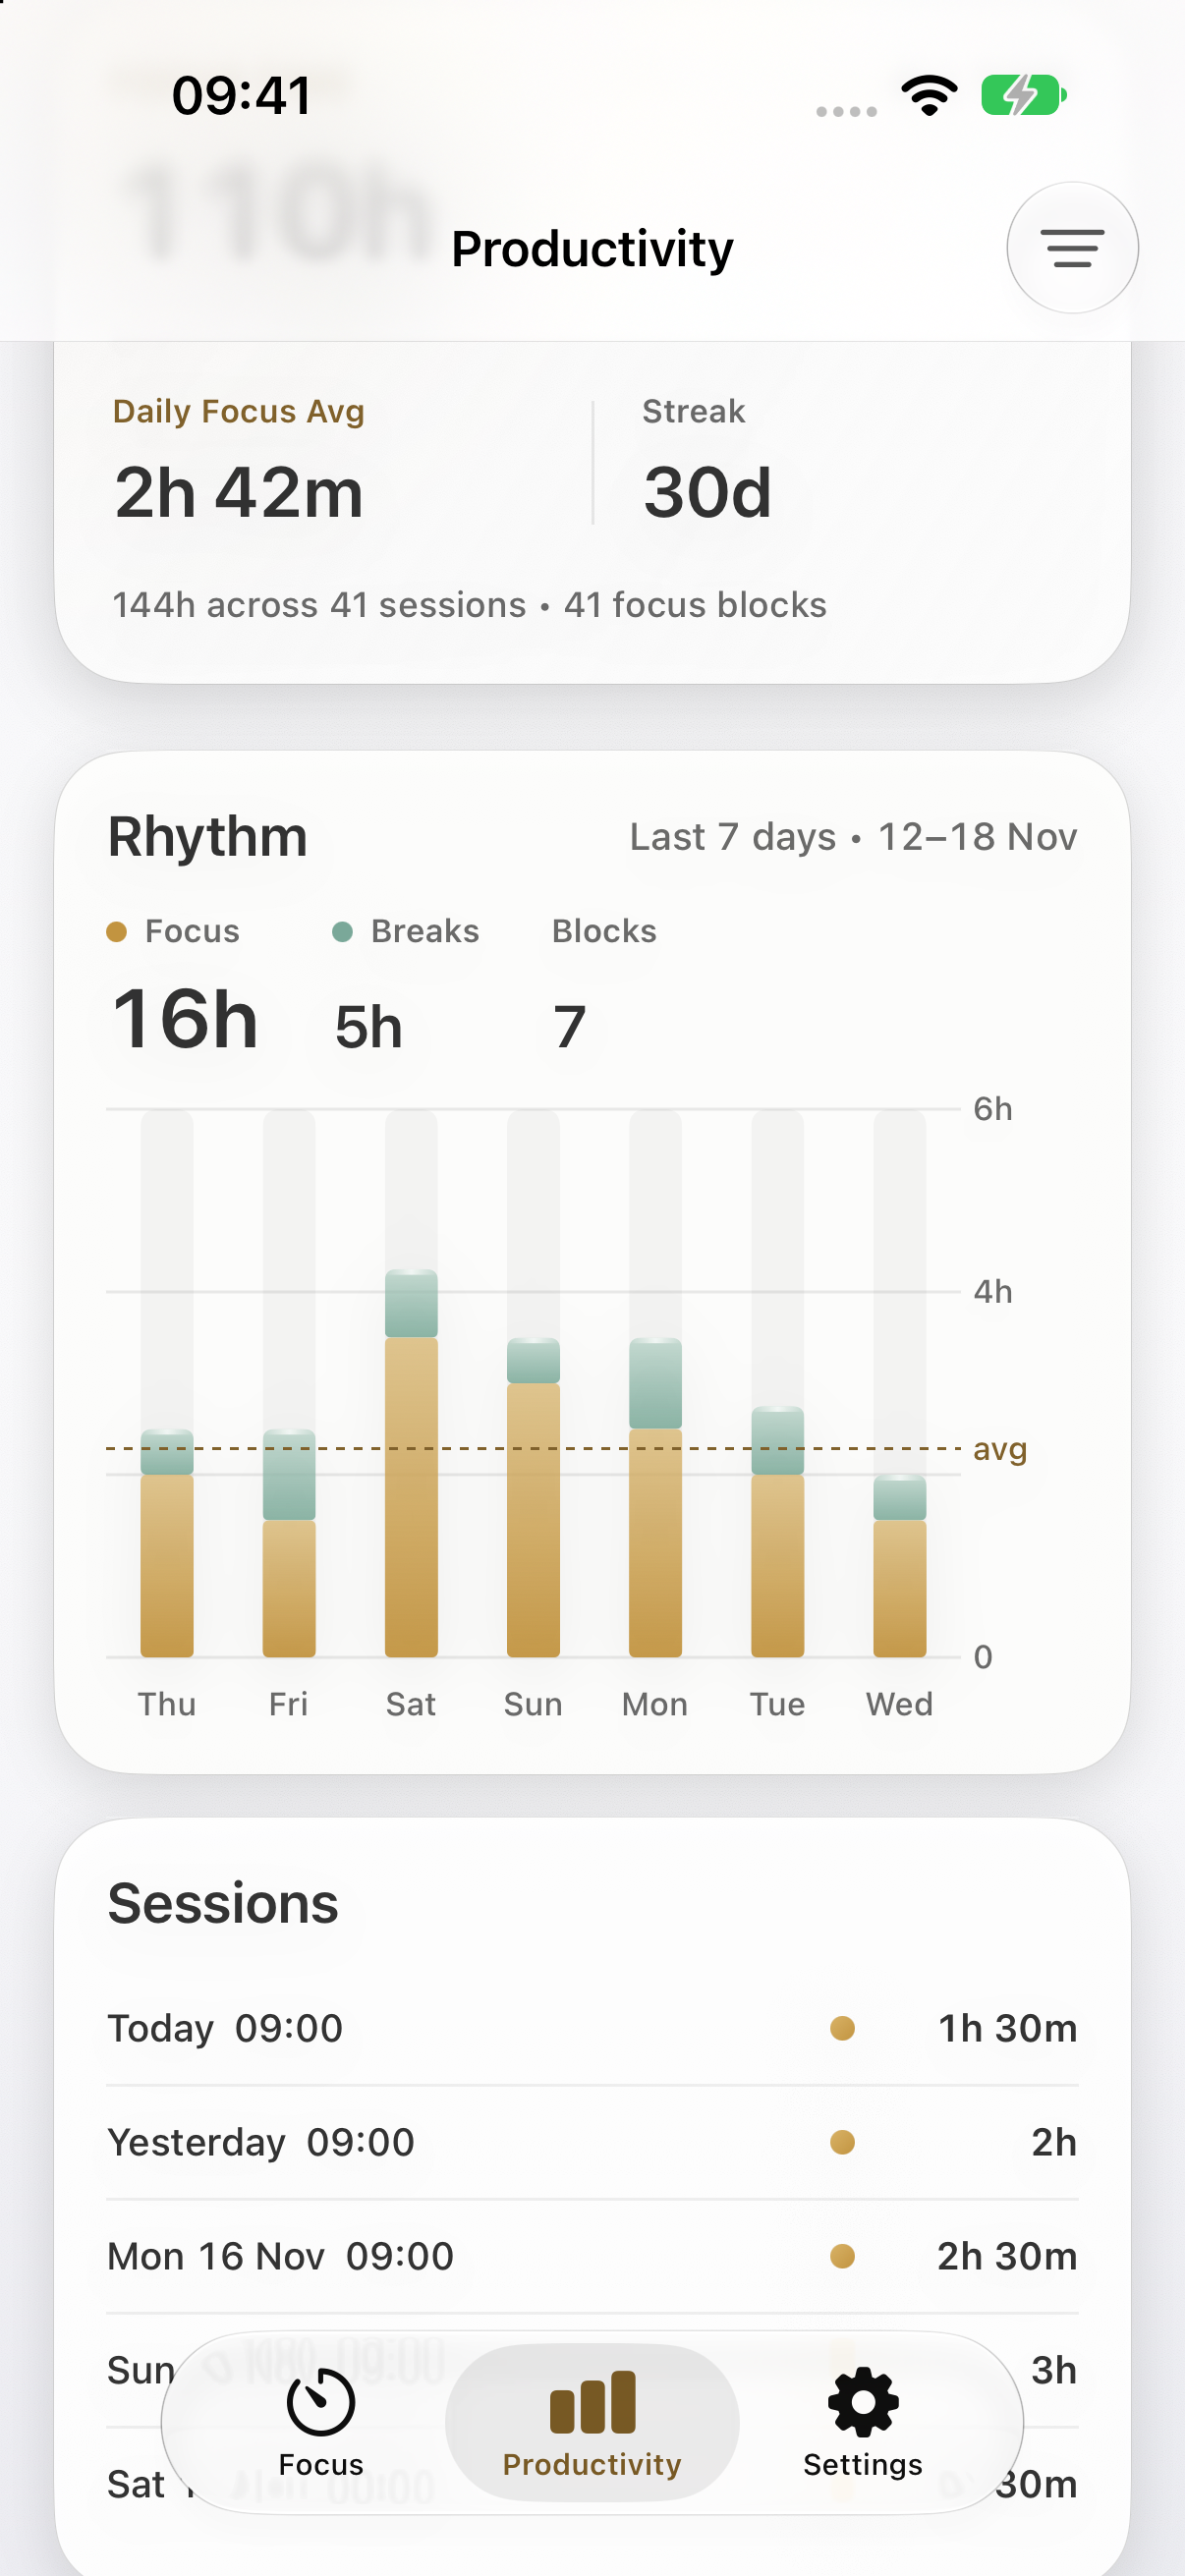 09:41
110h
Productivity
Daily Focus Avg
Streak
2h 42m
30d
144h across 41 sessions • 41 focus blocks
Rhythm
Last 7 days • 12–18 Nov
Focus
Breaks
Blocks
16h
5h
7
6h
4h
avg
0
Thu Fri Sat Sun Mon Tue Wed
Sessions
Today 09:00
1h 30m
Yesterday 09:00
2h
Mon 16 Nov 09:00
2h 30m
Sun
3h
Sat
30m
Focus
Productivity
Settings